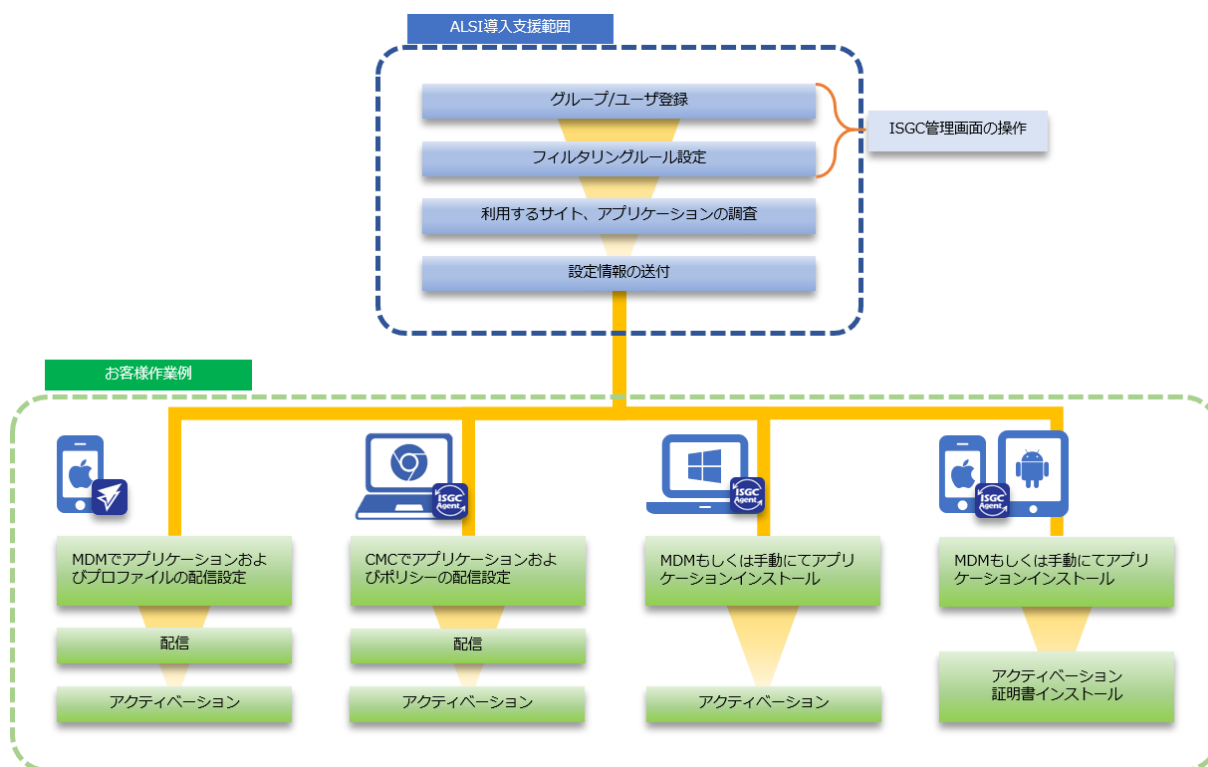 ALSI導入支援範囲
グループ/ユーザ登録
フィルタリングルール設定
ISGC管理画面の操作
利用するサイト、アプリケーションの調査
設定情報の送付
お客様作業例
ISGC
Agent
ISGC
Agent
ISGC
Agent
MDMでアプリケーションおよ
びプロファイルの配信設定
配信
アクティベーション
CMCでアプリケーションおよ
びポリシーの配信設定
配信
アクティベーション
MDMもしくは手動にてアプリ
ケーションインストール
アクティベーション
MDMもしくは手動にてアプリ
ケーションインストール
アクティベーション
証明書インストール